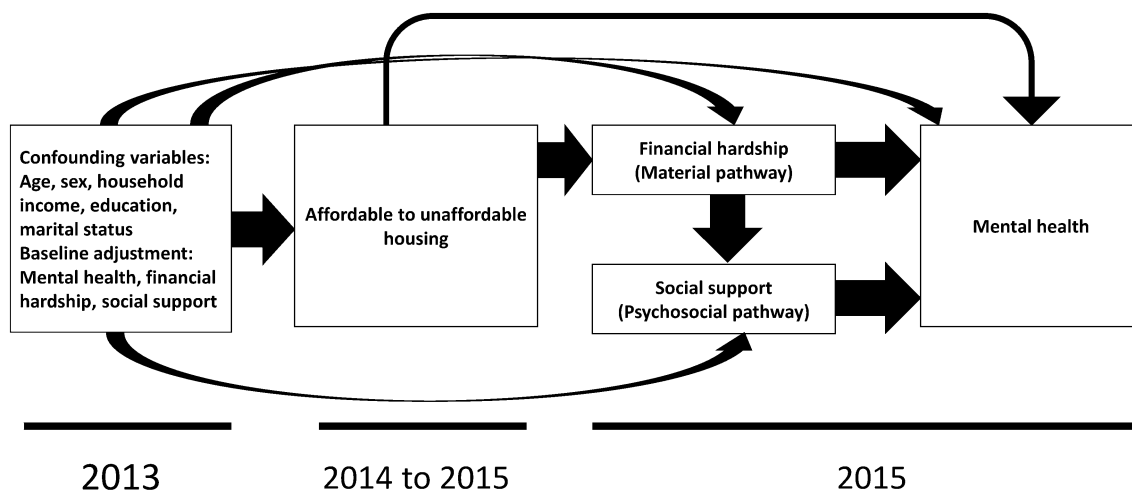 Confounding variables:
Age, sex, household
income, education,
marital status
Baseline adjustment:
Mental health, financial
hardship, social support
Affordable to unaffordable
housing
Financial hardship
(Material pathway)
Social support
(Psychosocial pathway)
Mental health
2013
2014 to 2015
2015